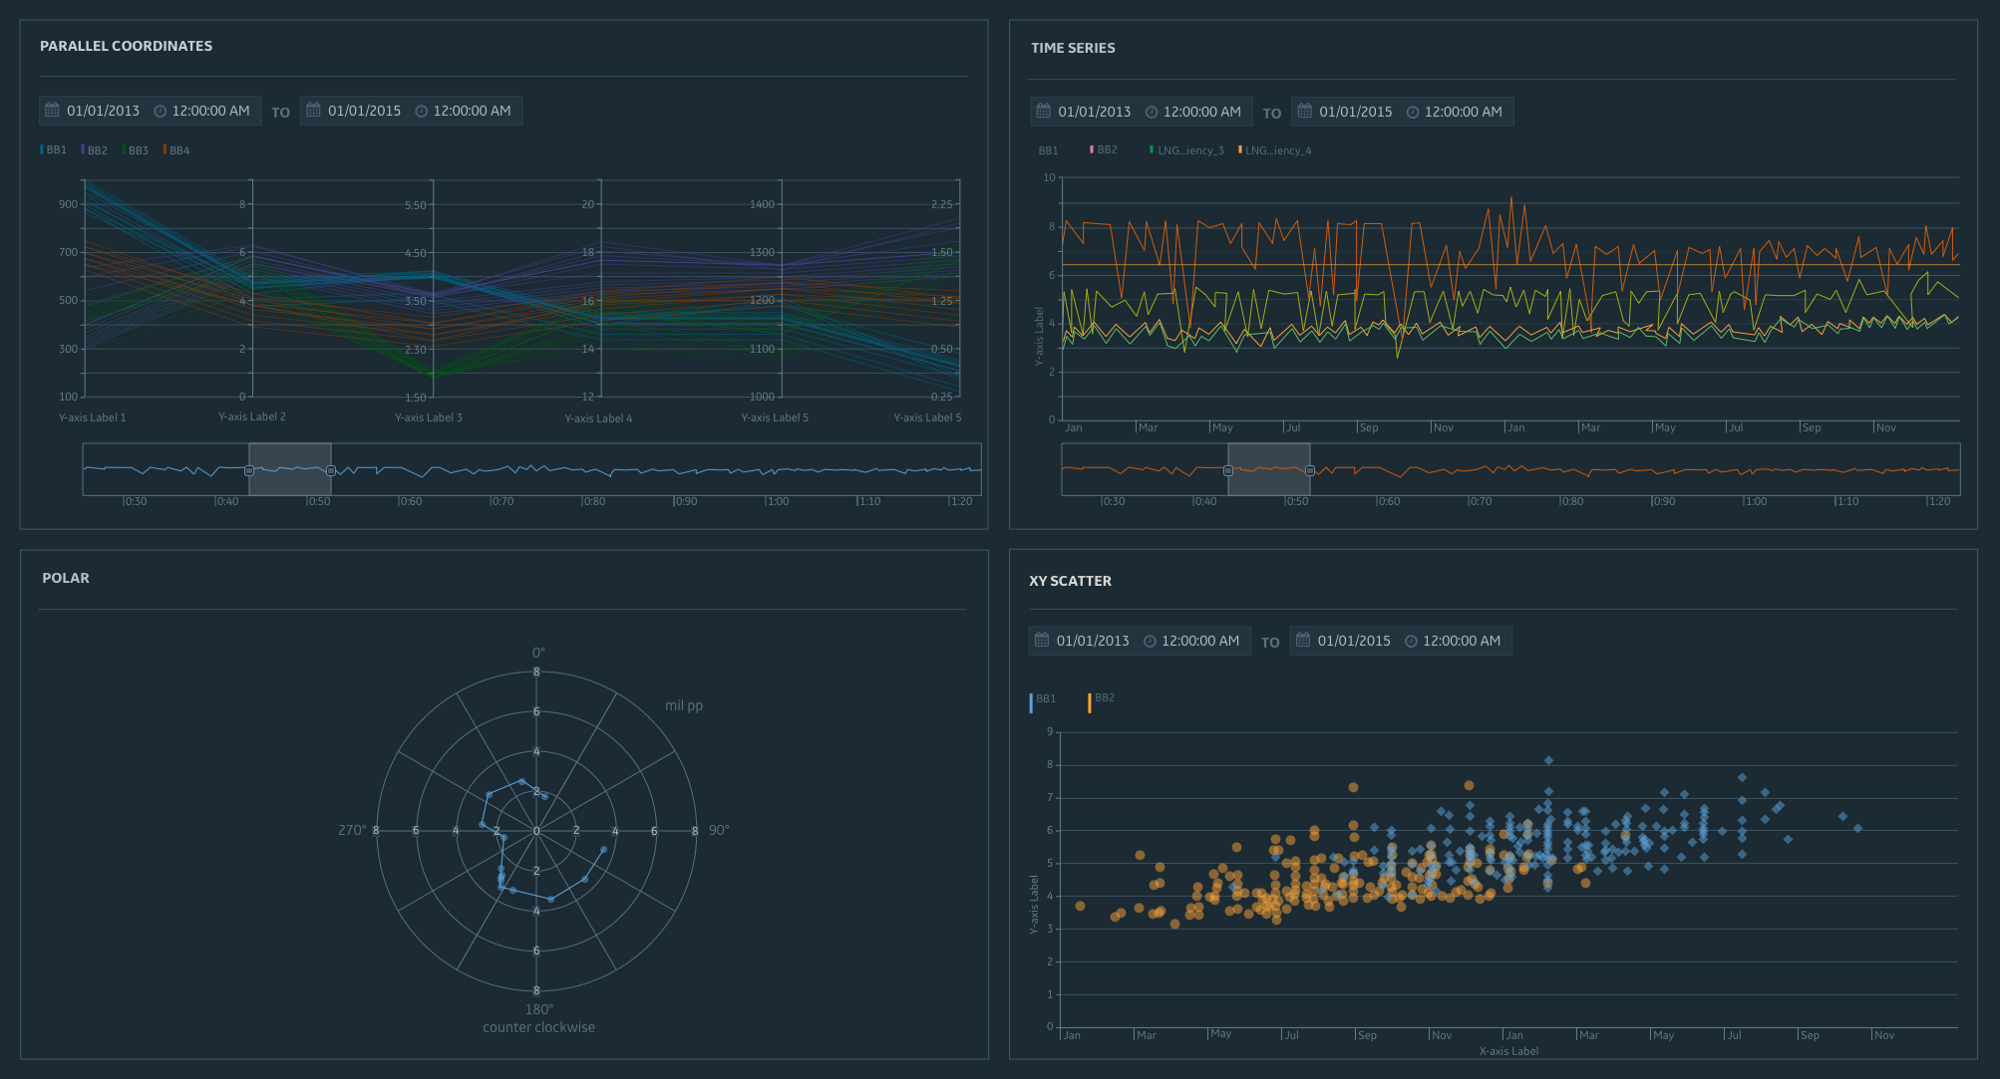 PARALLEL COORDINATES
01/01/2013 12:00:00 AM TO 01/01/2015 12:00:00 AM
BB1 BB2 BB3 BB4
900 8 5.50 20 1400 2.25
700 6 4.50 18 1300 1.50
500 4 3.50 16 1200 1.25
300 2 2.30 14 1100 0.50
100 0 1.50 12 1000 0.25
Y-axis Label 1 Y-axis Label 2 Y-axis Label 3 Y-axis Label 4 Y-axis Label 5 Y-axis Label 5
0:30 0:40 0:50 0:60 0:70 0:80 0:90 1:00 1:10 1:20
TIME SERIES
01/01/2013 12:00:00 AM TO 01/01/2015 12:00:00 AM
BB1 BB2 LNG...iency_3 LNG...iency_4
10
8
6
4
2
0
Y-axis Label
Jan Mar May Jul Sep Nov Jan Mar May Jul Sep Nov
0:30 0:40 0:50 0:60 0:70 0:80 0:90 1:00 1:10 1:20
POLAR
0°
8
mil pp
6
4
2
270° 8 6 4 2 0 2 4 6 8 90°
2
4
6
8
180°
counter clockwise
XY SCATTER
01/01/2013 12:00:00 AM TO 01/01/2015 12:00:00 AM
BB1 BB2
9
8
7
6
5
4
3
2
1
0
Y-axis Label
Jan Mar May Jul Sep Nov Jan Mar May Jul Sep Nov
X-axis Label